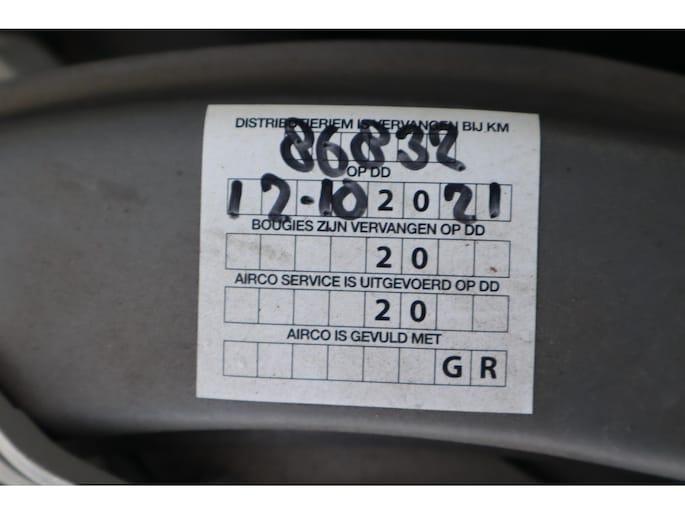 DISTRIBUTIERIEM IS VERVANGEN BIJ KM
86832
OP DD
12-10 2021
BOUGIES ZIJN VERVANGEN OP DD
20
AIRCO SERVICE IS UITGEVOERD OP DD
20
AIRCO IS GEVULD MET
GR